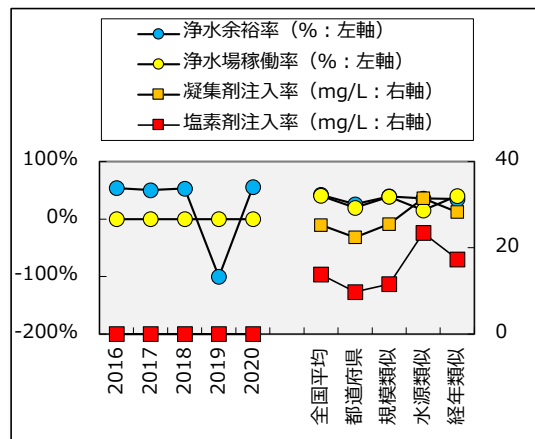 浄水余裕率（%：左軸）
浄水場稼働率（%：左軸）
凝集剤注入率（mg/L：右軸）
塩素剤注入率（mg/L：右軸）
100%
0%
-100%
-200%
40
20
0
2016
2017
2018
2019
2020
全国平均
都道府県
規模類似
水源類似
経年類似